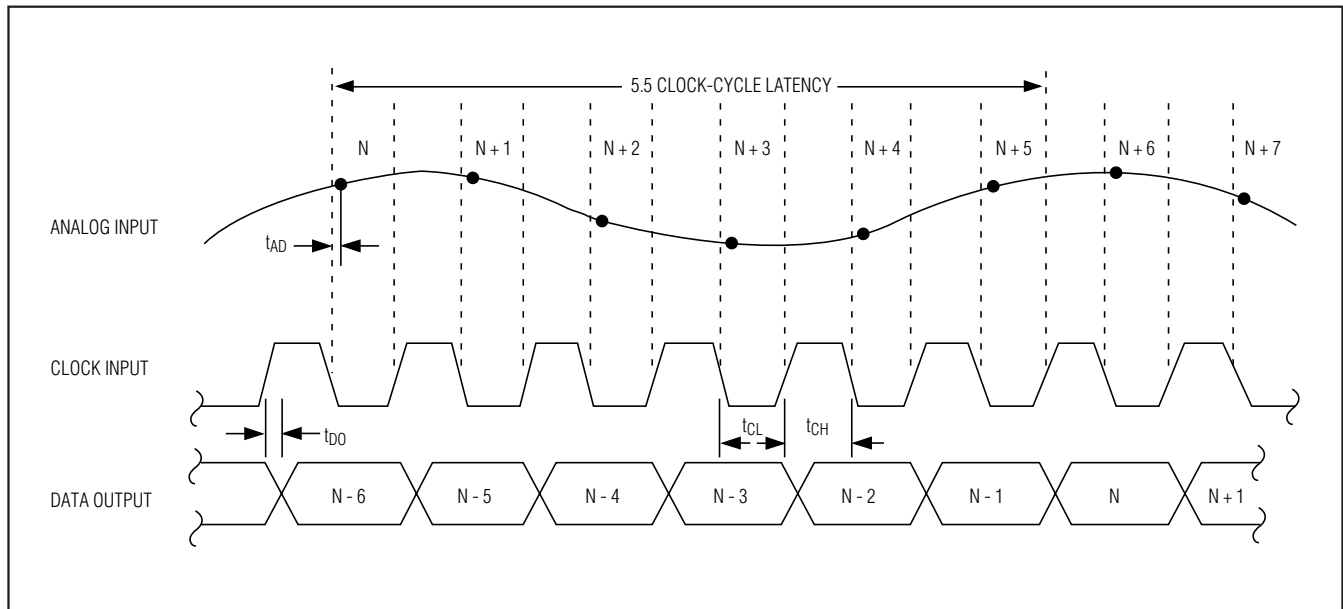 5.5 CLOCK-CYCLE LATENCY
N N + 1 N + 2 N + 3 N + 4 N + 5 N + 6 N + 7
ANALOG INPUT
tAD
CLOCK INPUT
tDO tCL tCH
DATA OUTPUT N - 6 N - 5 N - 4 N - 3 N - 2 N - 1 N N + 1